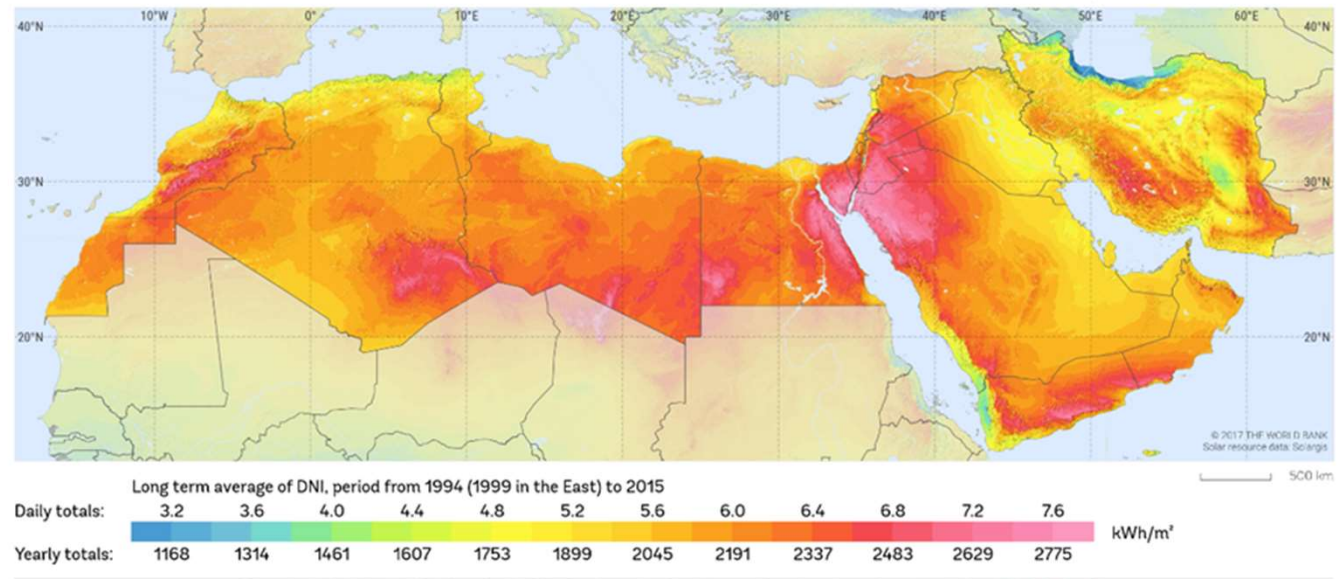 10°W 0° 10°E 20°E 30°E 40°E 50°E 60°E
40°N 40°N
30°N 30°N
20°N 20°N
© 2017 THE WORLD BANK
Solar resource data: Solargis
500 km
Long term average of DNI, period from 1994 (1999 in the East) to 2015
Daily totals: 3.2 3.6 4.0 4.4 4.8 5.2 5.6 6.0 6.4 6.8 7.2 7.6
kWh/m²
Yearly totals: 1168 1314 1461 1607 1753 1899 2045 2191 2337 2483 2629 2775